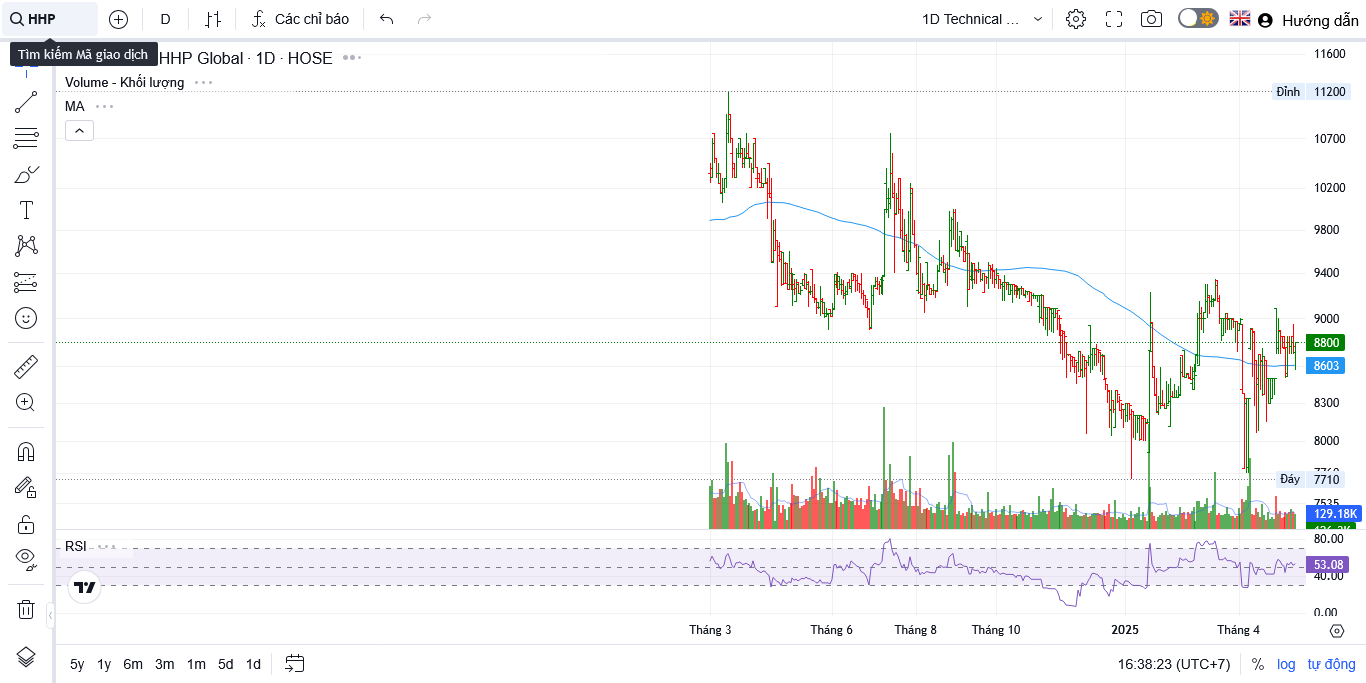 HHP
D
Các chỉ báo
1D Technical ...
Hướng dẫn
Tìm kiếm Mã giao dịch
HHP Global · 1D · HOSE
Volume - Khối lượng
MA
11600
Đỉnh 11200
10700
10200
9800
9400
9000
8800
8603
8300
8000
7760
Đáy 7710
7535
129.18K
RSI
80.00
53.08
40.00
0.00
Tháng 3
Tháng 6
Tháng 8
Tháng 10
2025
Tháng 4
5y 1y 6m 3m 1m 5d 1d
16:38:23 (UTC+7)
% log tự động